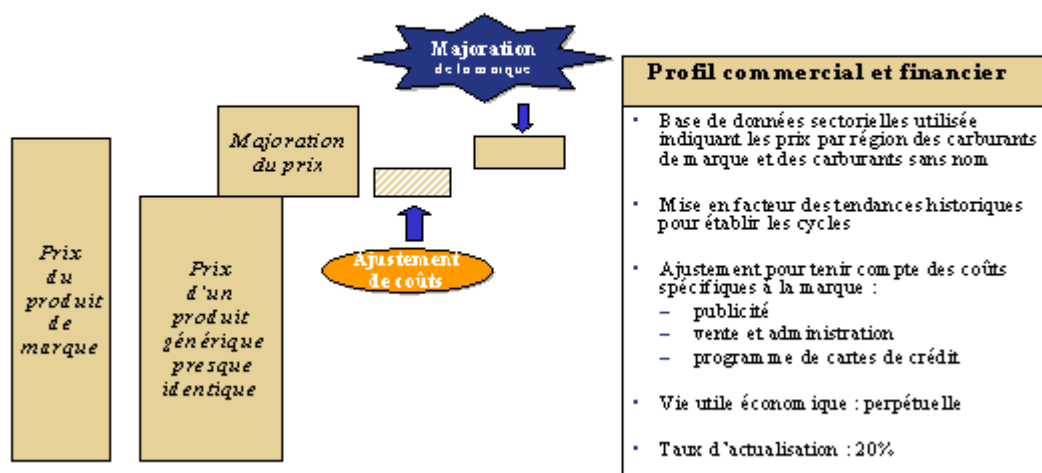 Majoration
de la marque
Majoration
du prix
Ajustement
de coûts
Prix
du
produit
de
marque
Prix
d'un
produit
générique
presque
identique
Profil commercial et financier
• Base de données sectorielles utilisée
indiquant les prix par région des carburants
de marque et des carburants sans nom
• Mise en facteur des tendances historiques
pour établir les cycles
• Ajustement pour tenir compte des coûts
spécifiques à la marque :
– publicité
– vente et administration
– programme de cartes de crédit
• Vie utile économique : perpétuelle
• Taux d'actualisation : 20%